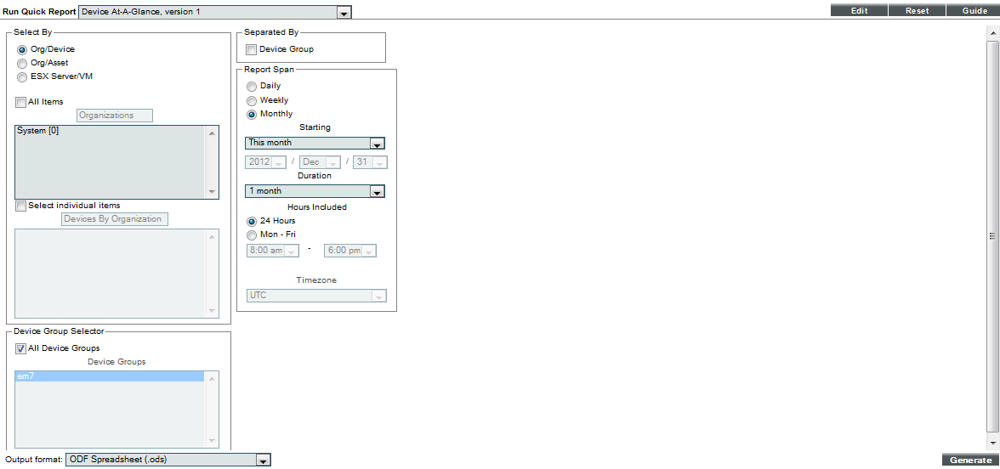 Run Quick Report Device At-A-Glance, version 1 Edit Reset Guide
Select By
Org/Device
Org/Asset
ESX Server/VM
All Items
Organizations
System [0]
Select individual items
Devices By Organization
Device Group Selector
All Device Groups
Device Groups
em7
Separated By
Device Group
Report Span
Daily
Weekly
Monthly
Starting
This month
2012 / Dec / 31
Duration
1 month
Hours Included
24 Hours
Mon - Fri
8:00 am - 6:00 pm
Timezone
UTC
Output format: ODF Spreadsheet (.ods) Generate